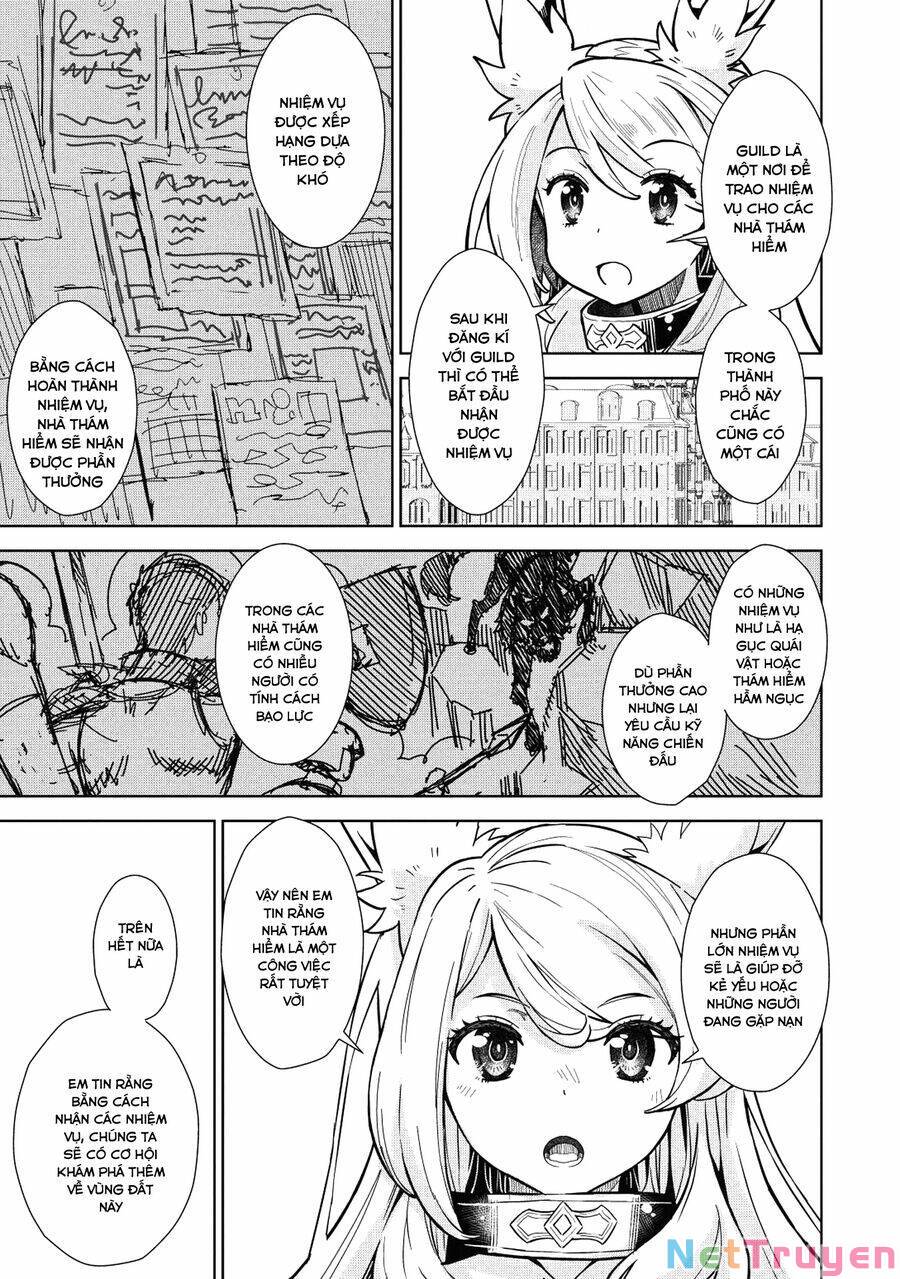 GUILD LÀ
MỘT NƠI ĐỂ
TRAO NHIỆM
VỤ CHO CÁC
NHÀ THÁM
HIỂM
TRONG
THÀNH
PHỐ NÀY
CHẮC
CŨNG CÓ
MỘT CÁI
SAU KHI
ĐĂNG KÍ
VỚI GUILD
THÌ CÓ THỂ
BẮT ĐẦU
NHẬN
ĐƯỢC
NHIỆM VỤ
NHIỆM VỤ
ĐƯỢC XẾP
HẠNG DỰA
THEO ĐỘ
KHÓ
BẰNG CÁCH
HOÀN THÀNH
NHIỆM VỤ,
NHÀ THÁM
HIỂM SẼ NHẬN
ĐƯỢC PHẦN
THƯỞNG
CÓ NHỮNG
NHIỆM VỤ
NHƯ LÀ HẠ
GỤC QUÁI
VẬT HOẶC
THÁM HIỂM
HẦM NGỤC
DÙ PHẦN
THƯỞNG CAO
NHƯNG LẠI
YÊU CẦU KỸ
NĂNG CHIẾN
ĐẤU
TRONG CÁC
NHÀ THÁM
HIỂM CŨNG
CÓ NHIỀU
NGƯỜI CÓ
TÍNH CÁCH
BẠO LỰC
NHƯNG PHẦN
LỚN NHIỆM VỤ
SẼ LÀ GIÚP ĐỠ
KẺ YẾU HOẶC
NHỮNG NGƯỜI
ĐANG GẶP NẠN
VẬY NÊN EM
TIN RẰNG
NHÀ THÁM
HIỂM LÀ MỘT
CÔNG VIỆC
RẤT TUYỆT
VỜI
TRÊN
HẾT NỮA
LÀ
EM TIN RẰNG
BẰNG CÁCH
NHẬN CÁC NHIỆM
VỤ, CHÚNG TA
SẼ CÓ CƠ HỘI
KHÁM PHÁ THÊM
VỀ VÙNG ĐẤT
NÀY
NetTruyen